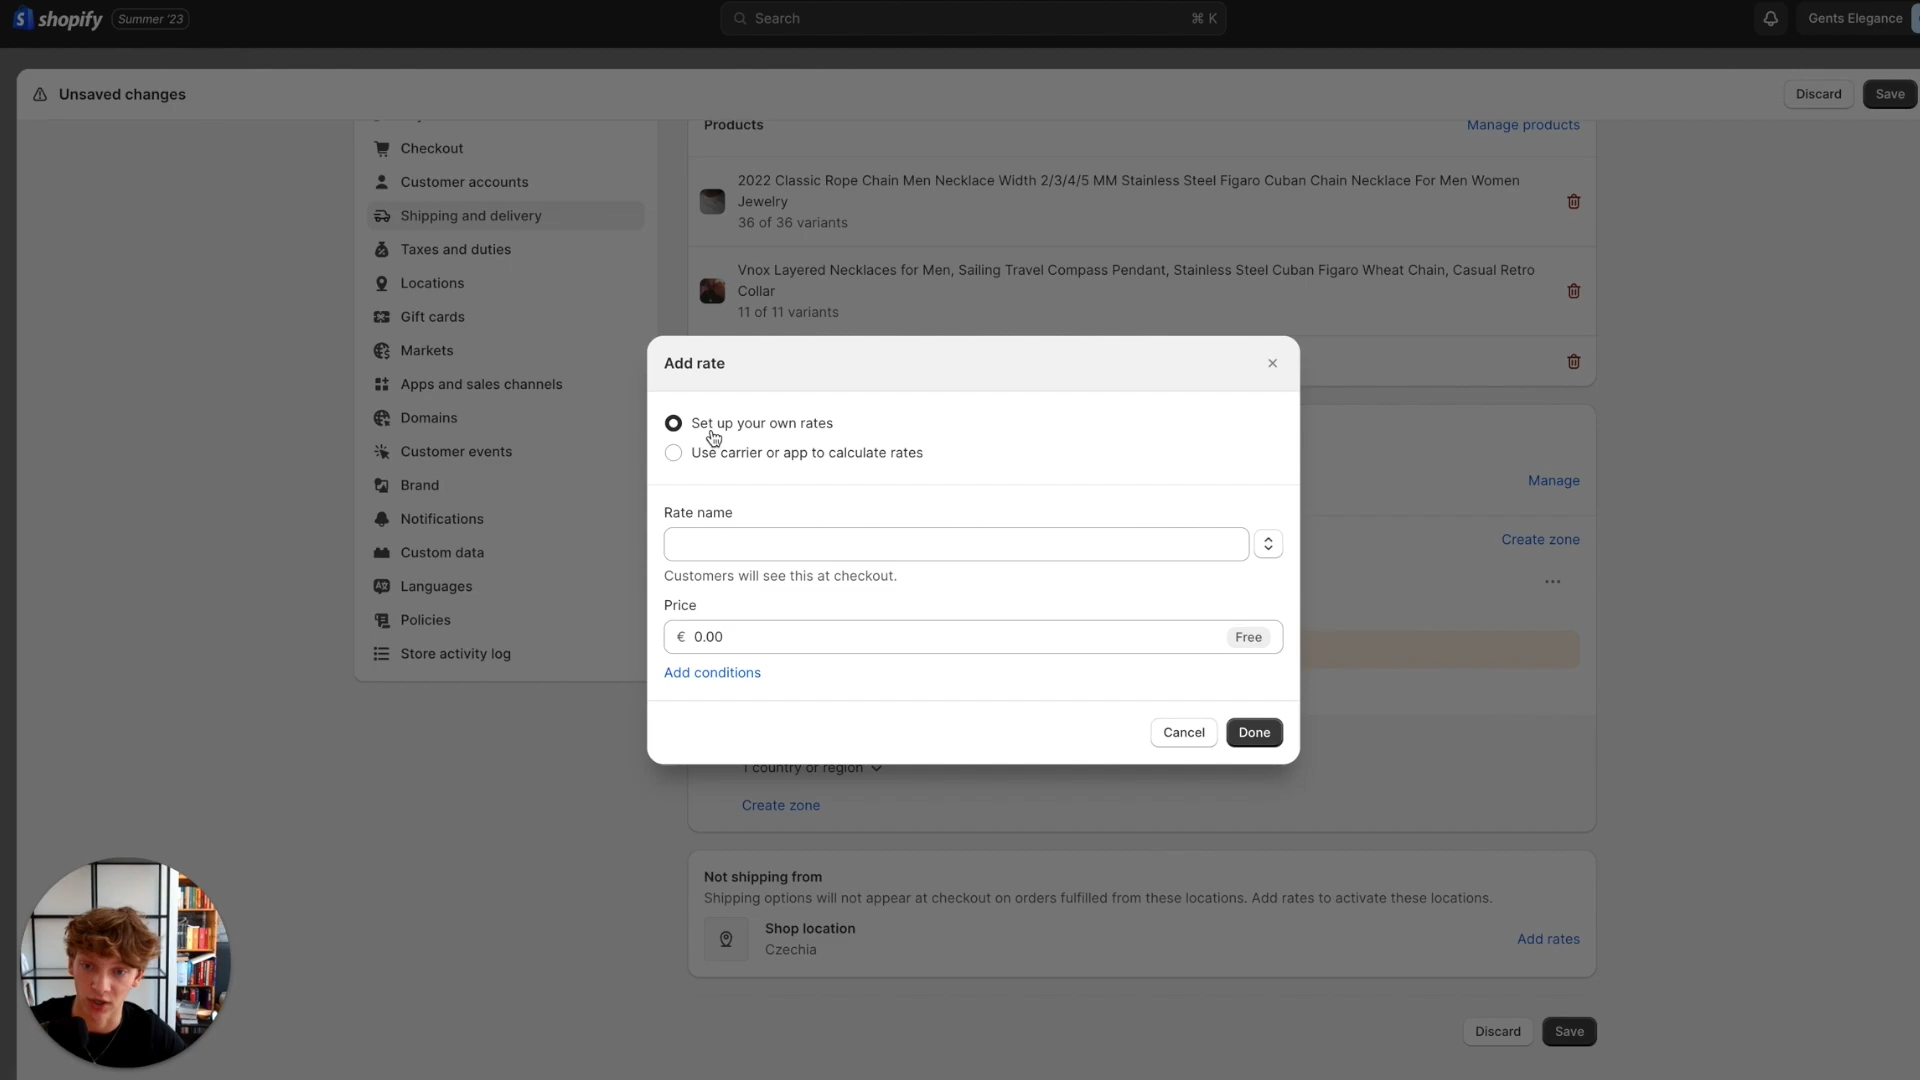 shopify Summer '23 Search ⌘ K Gents Elegance
Unsaved changes Discard Save
Checkout
Customer accounts
Shipping and delivery
Taxes and duties
Locations
Gift cards
Markets
Apps and sales channels
Domains
Customer events
Brand
Notifications
Custom data
Languages
Policies
Store activity log
Products Manage products
2022 Classic Rope Chain Men Necklace Width 2/3/4/5 MM Stainless Steel Figaro Cuban Chain Necklace For Men Women
Jewelry
36 of 36 variants
Vnox Layered Necklaces for Men, Sailing Travel Compass Pendant, Stainless Steel Cuban Figaro Wheat Chain, Casual Retro
Collar
11 of 11 variants
Manage
Create zone
Add rate
Set up your own rates
Use carrier or app to calculate rates
Rate name
Customers will see this at checkout.
Price
€ 0.00 Free
Add conditions
Cancel Done
1 country or region
Create zone
Not shipping from
Shipping options will not appear at checkout on orders fulfilled from these locations. Add rates to activate these locations.
Shop location
Czechia
Add rates
Discard Save